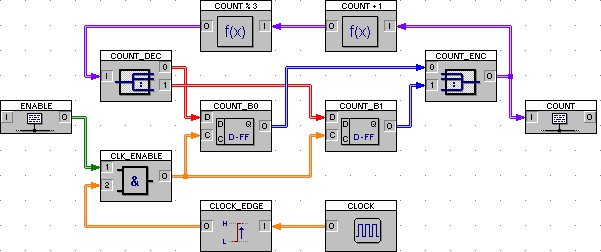 COUNT % 3
COUNT + 1
O f(x) I
O f(x) I
COUNT_DEC
COUNT_ENC
I 0 1
0 1 O
ENABLE
COUNT_B0
COUNT_B1
COUNT
I O
D C D Q D-FF O
D C D Q D-FF O
I O
CLK_ENABLE
1 2 & O
CLOCK_EDGE
CLOCK
O H L I
O